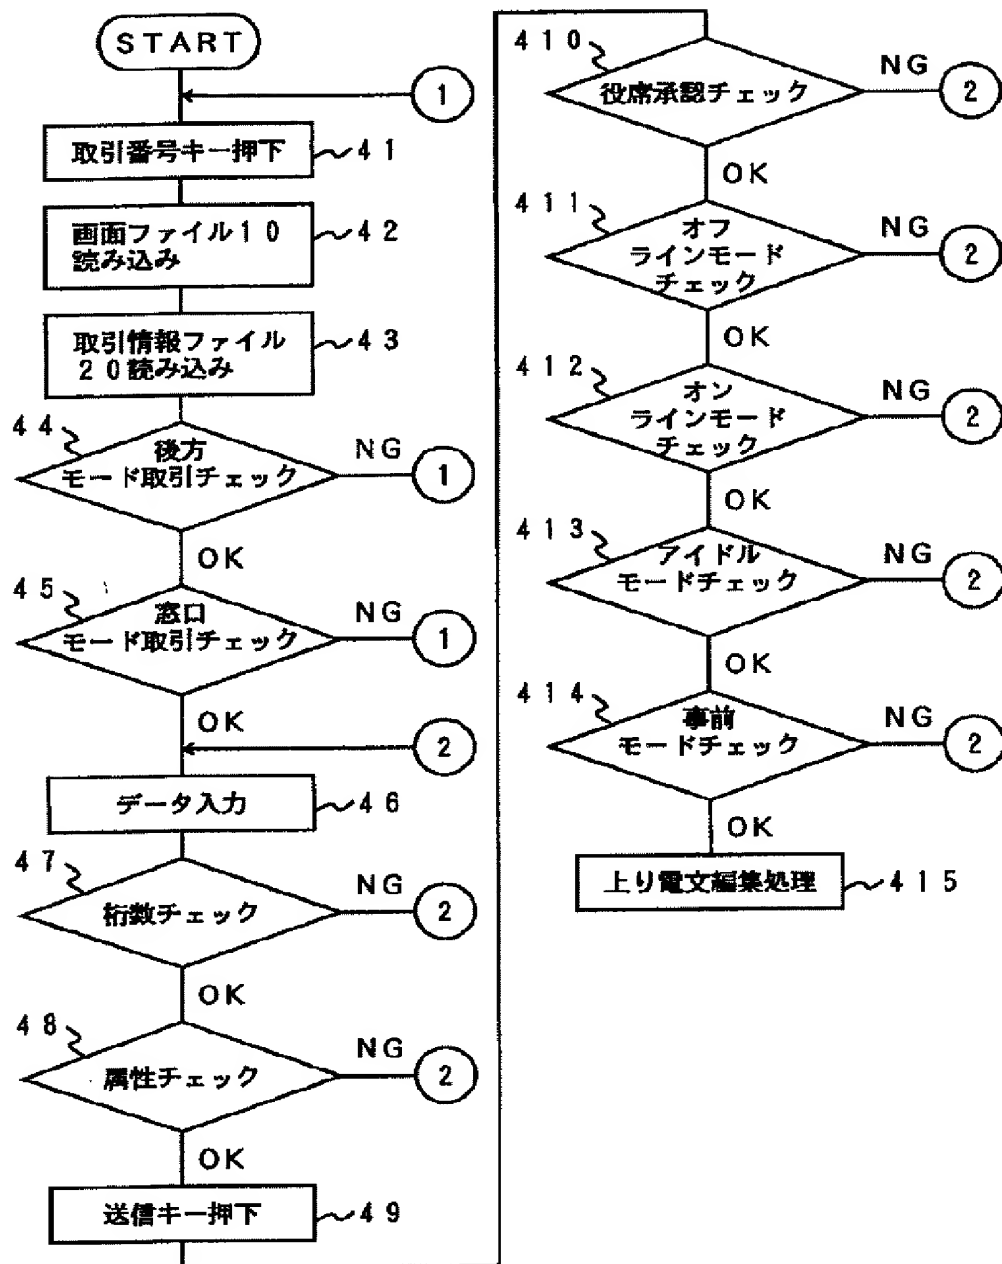 START
1
取引番号キー押下
41
画面ファイル10
読み込み
42
取引情報ファイル
20読み込み
43
44
後方
モード取引チェック
NG
1
OK
45
窓口
モード取引チェック
NG
1
OK
2
データ入力
46
47
桁数チェック
NG
2
OK
48
属性チェック
NG
2
OK
送信キー押下
49
410
役席承認チェック
NG
2
OK
411
オフ
ラインモード
チェック
NG
2
OK
412
オン
ラインモード
チェック
NG
2
OK
413
アイドル
モードチェック
NG
2
OK
414
事前
モードチェック
NG
2
OK
上り電文編集処理
415